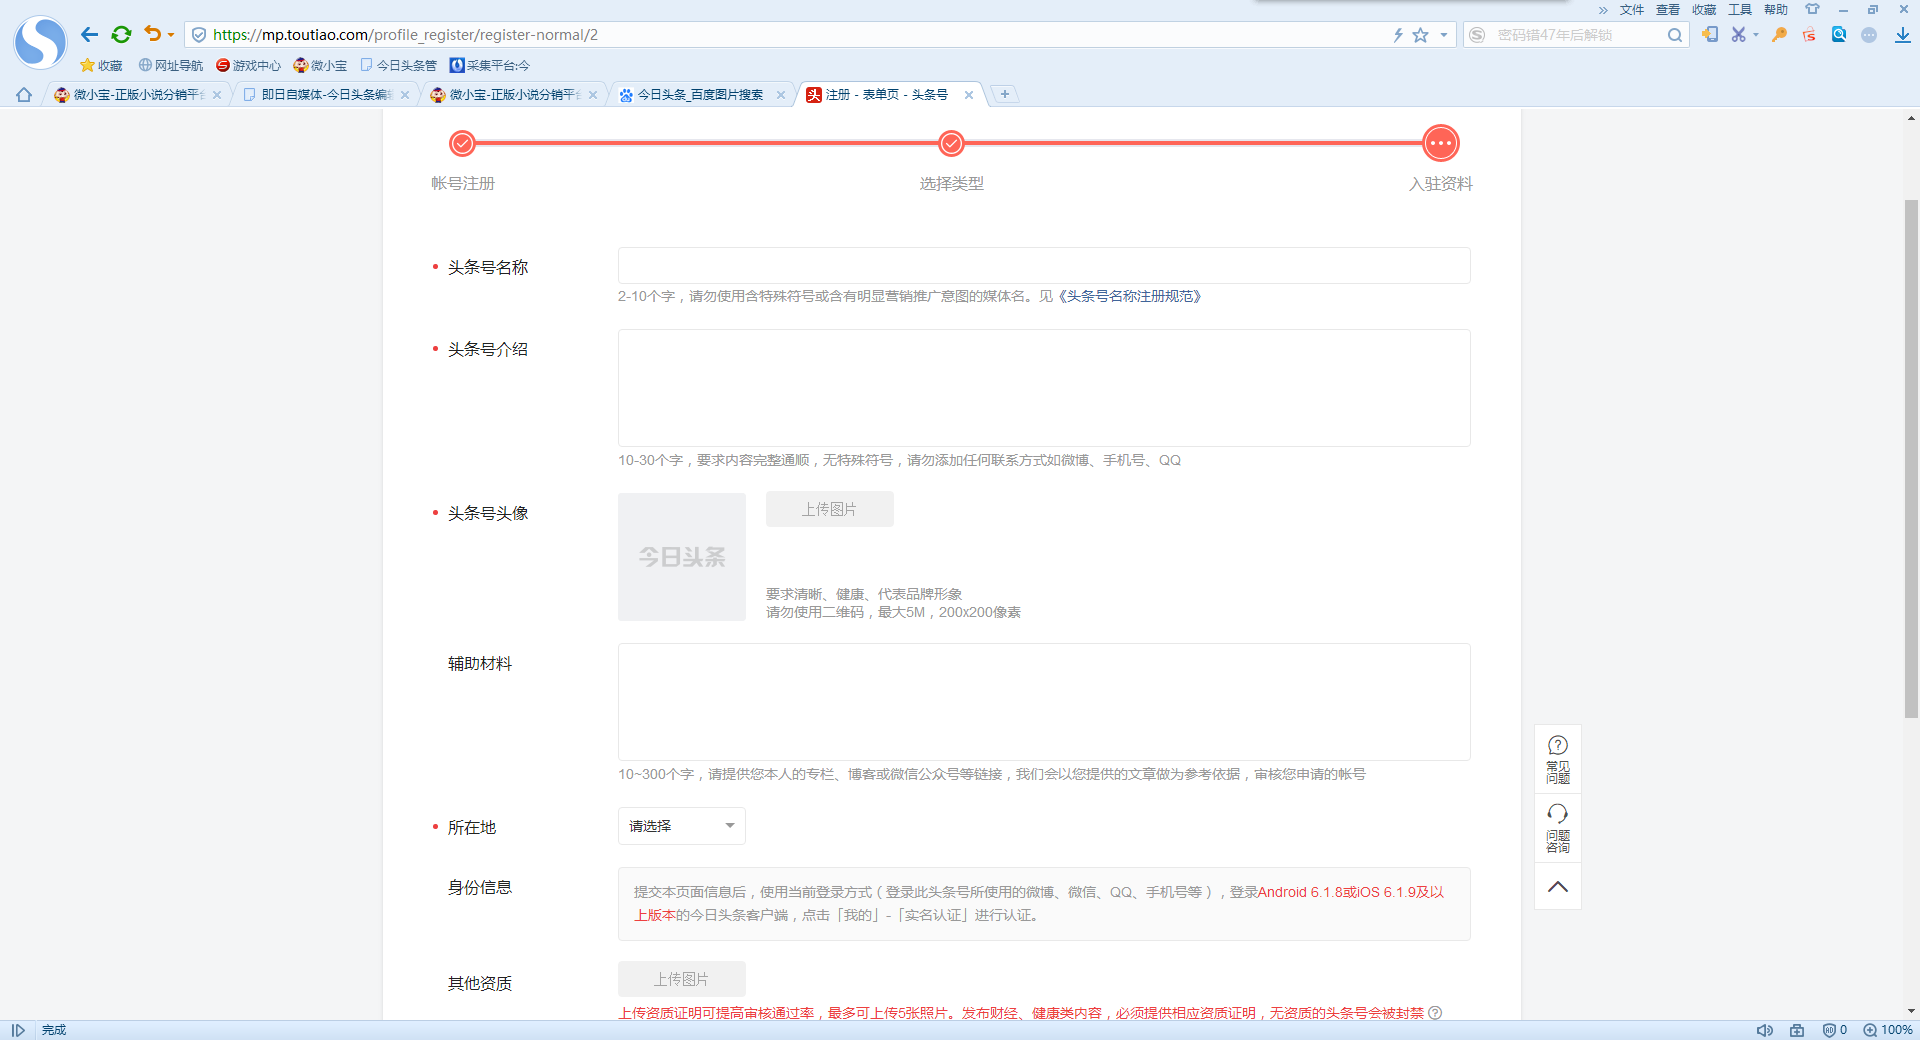 » 文件 查看 收藏 工具 帮助
https://mp.toutiao.com/profile_register/register-normal/2
密码错47年后解锁
收藏 网址导航 游戏中心 微小宝 今日头条管 采集平台:今
微小宝-正版小说分销平台 即日自媒体-今日头条编辑 微小宝-正版小说分销平台 今日头条_百度图片搜索 头 注册 - 表单页 - 头条号
帐号注册 选择类型 入驻资料
头条号名称
2-10个字，请勿使用含特殊符号或含有明显营销推广意图的媒体名。见《头条号名称注册规范》
头条号介绍
10-30个字，要求内容完整通顺，无特殊符号，请勿添加任何联系方式如微博、手机号、QQ
头条号头像
今日头条
上传图片
要求清晰、健康、代表品牌形象
请勿使用二维码，最大5M，200x200像素
辅助材料
10~300个字，请提供您本人的专栏、博客或微信公众号等链接，我们会以您提供的文章做为参考依据，审核您申请的帐号
所在地
请选择
身份信息
提交本页面信息后，使用当前登录方式（登录此头条号所使用的微博、微信、QQ、手机号等），登录Android 6.1.8或iOS 6.1.9及以
上版本的今日头条客户端，点击「我的」-「实名认证」进行认证。
其他资质
上传图片
上传资质证明可提高审核通过率，最多可上传5张照片。发布财经、健康类内容，必须提供相应资质证明，无资质的头条号会被封禁
常见
问题
问题
咨询
完成
0
100%